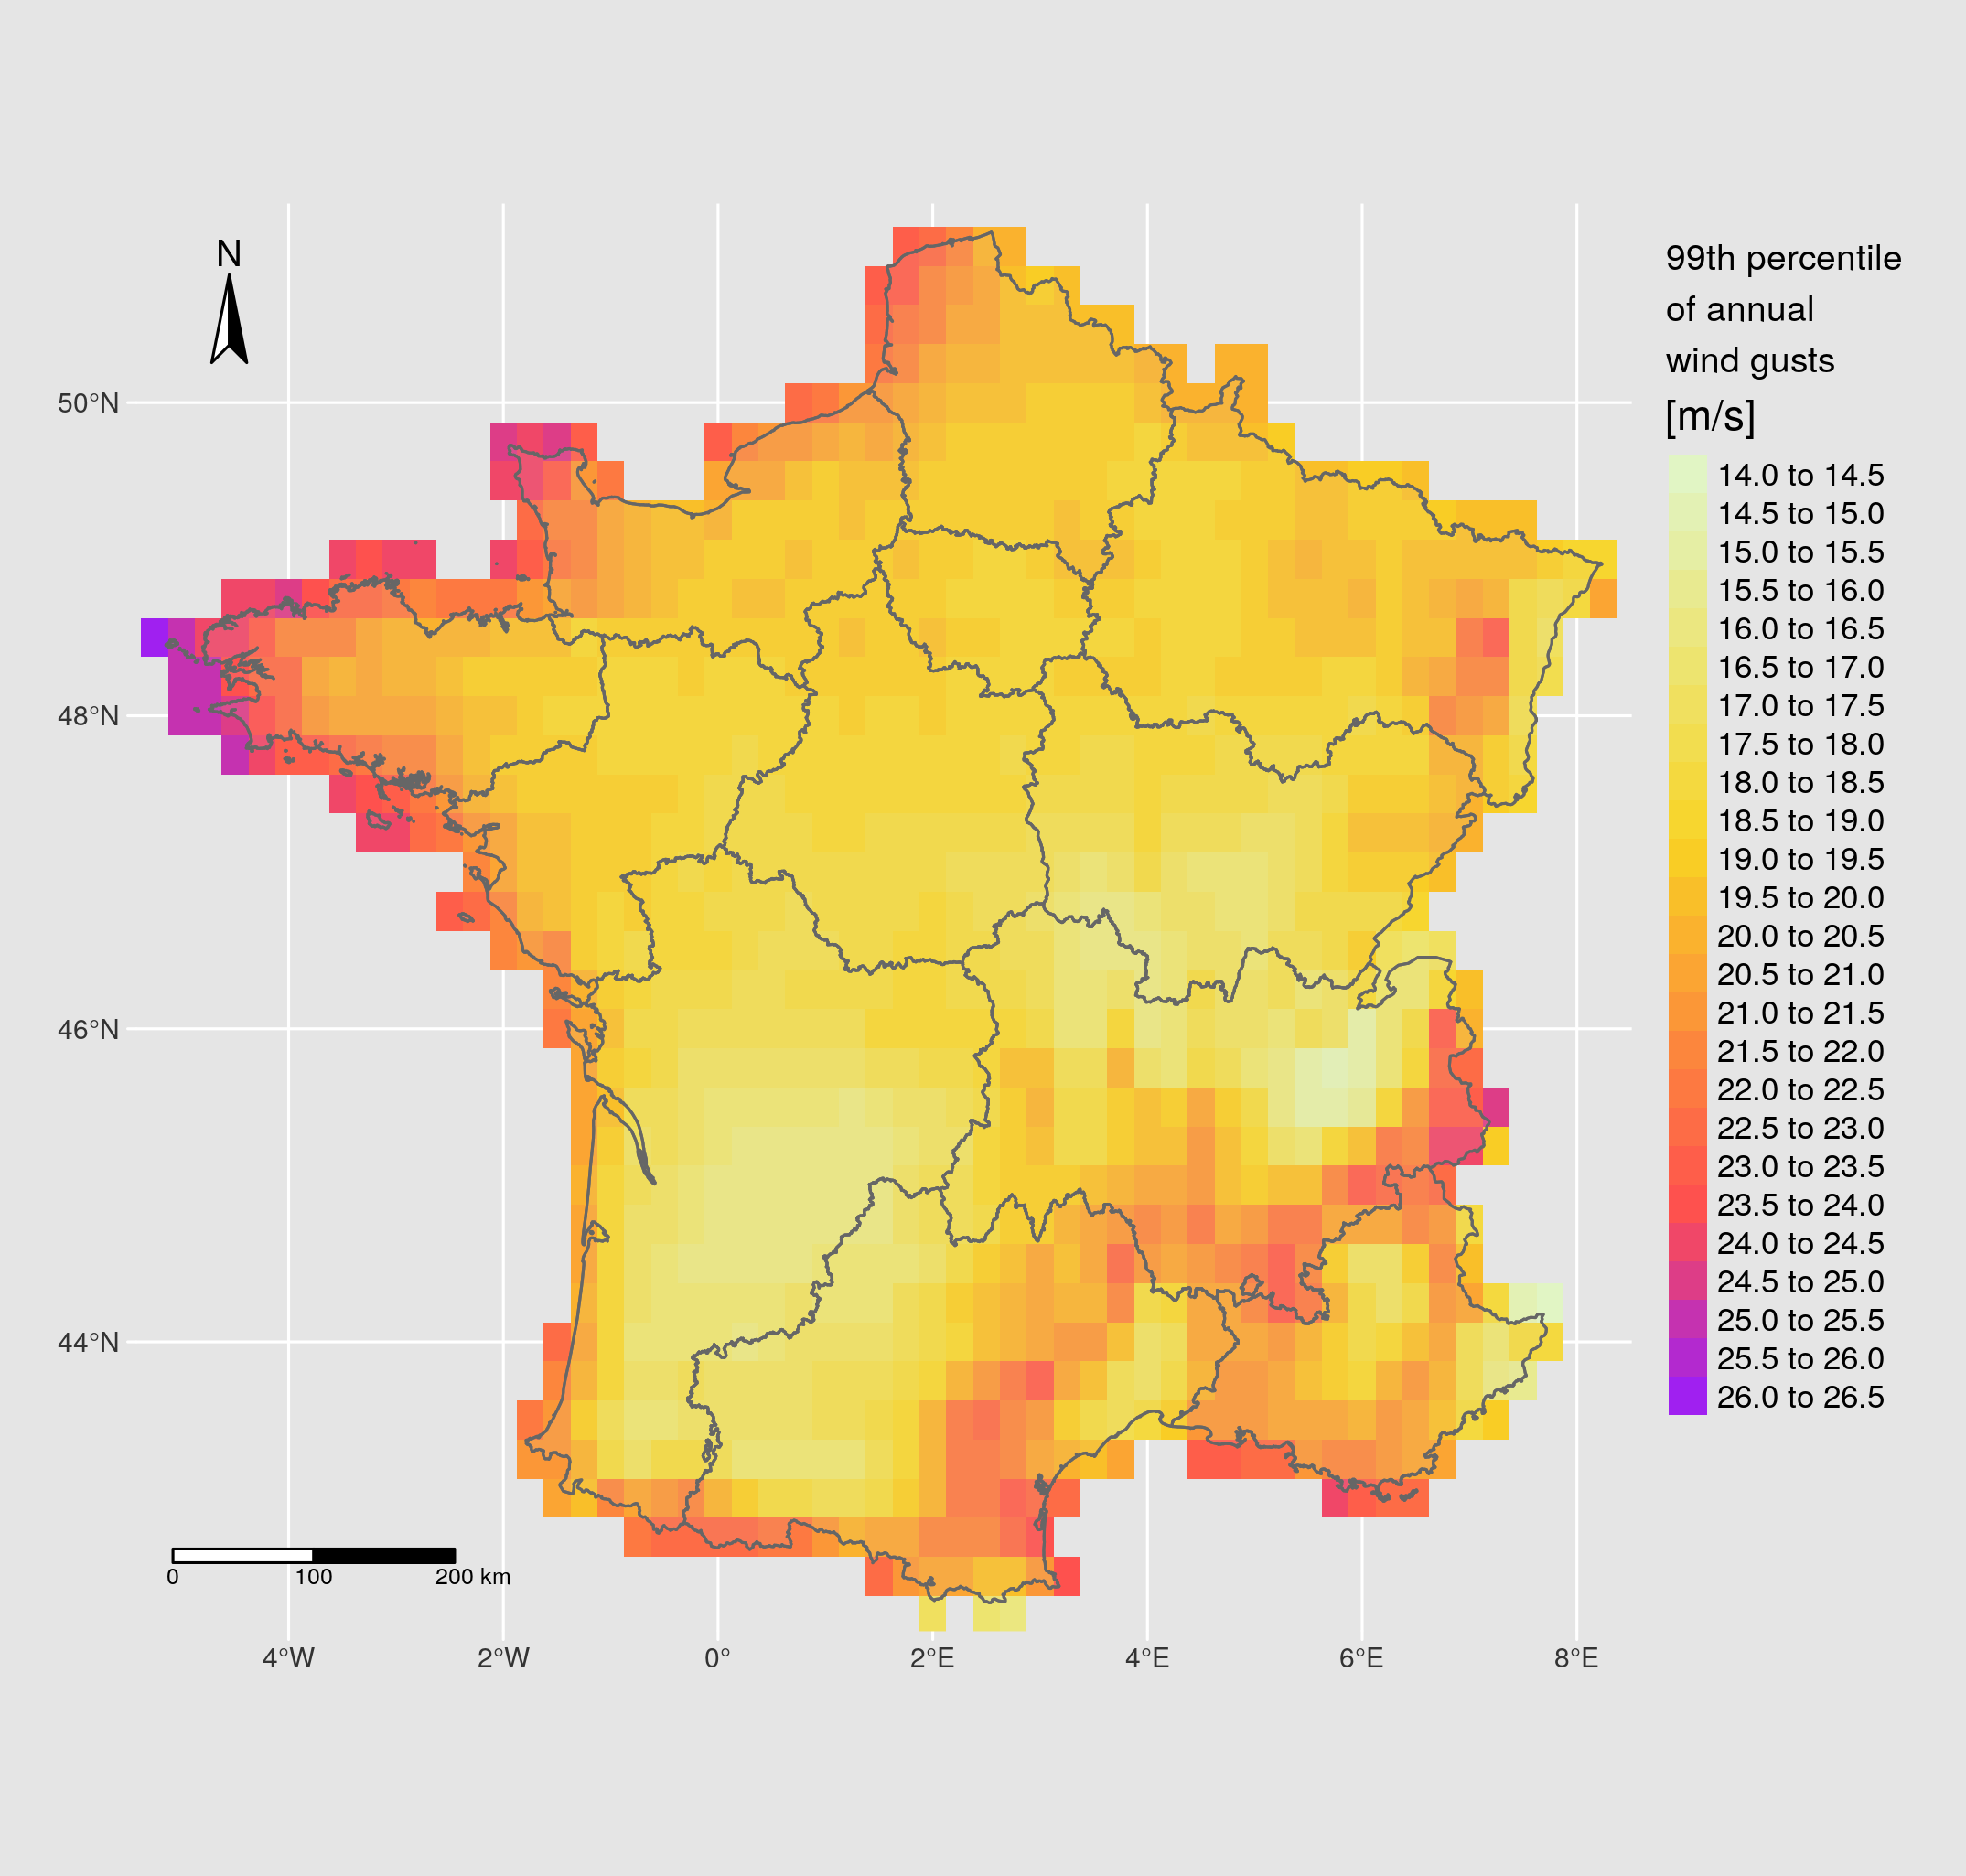 N
50°N
48°N
46°N
44°N
4°W 2°W 0° 2°E 4°E 6°E 8°E
0 100 200 km
99th percentile
of annual
wind gusts
[m/s]
14.0 to 14.5
14.5 to 15.0
15.0 to 15.5
15.5 to 16.0
16.0 to 16.5
16.5 to 17.0
17.0 to 17.5
17.5 to 18.0
18.0 to 18.5
18.5 to 19.0
19.0 to 19.5
19.5 to 20.0
20.0 to 20.5
20.5 to 21.0
21.0 to 21.5
21.5 to 22.0
22.0 to 22.5
22.5 to 23.0
23.0 to 23.5
23.5 to 24.0
24.0 to 24.5
24.5 to 25.0
25.0 to 25.5
25.5 to 26.0
26.0 to 26.5